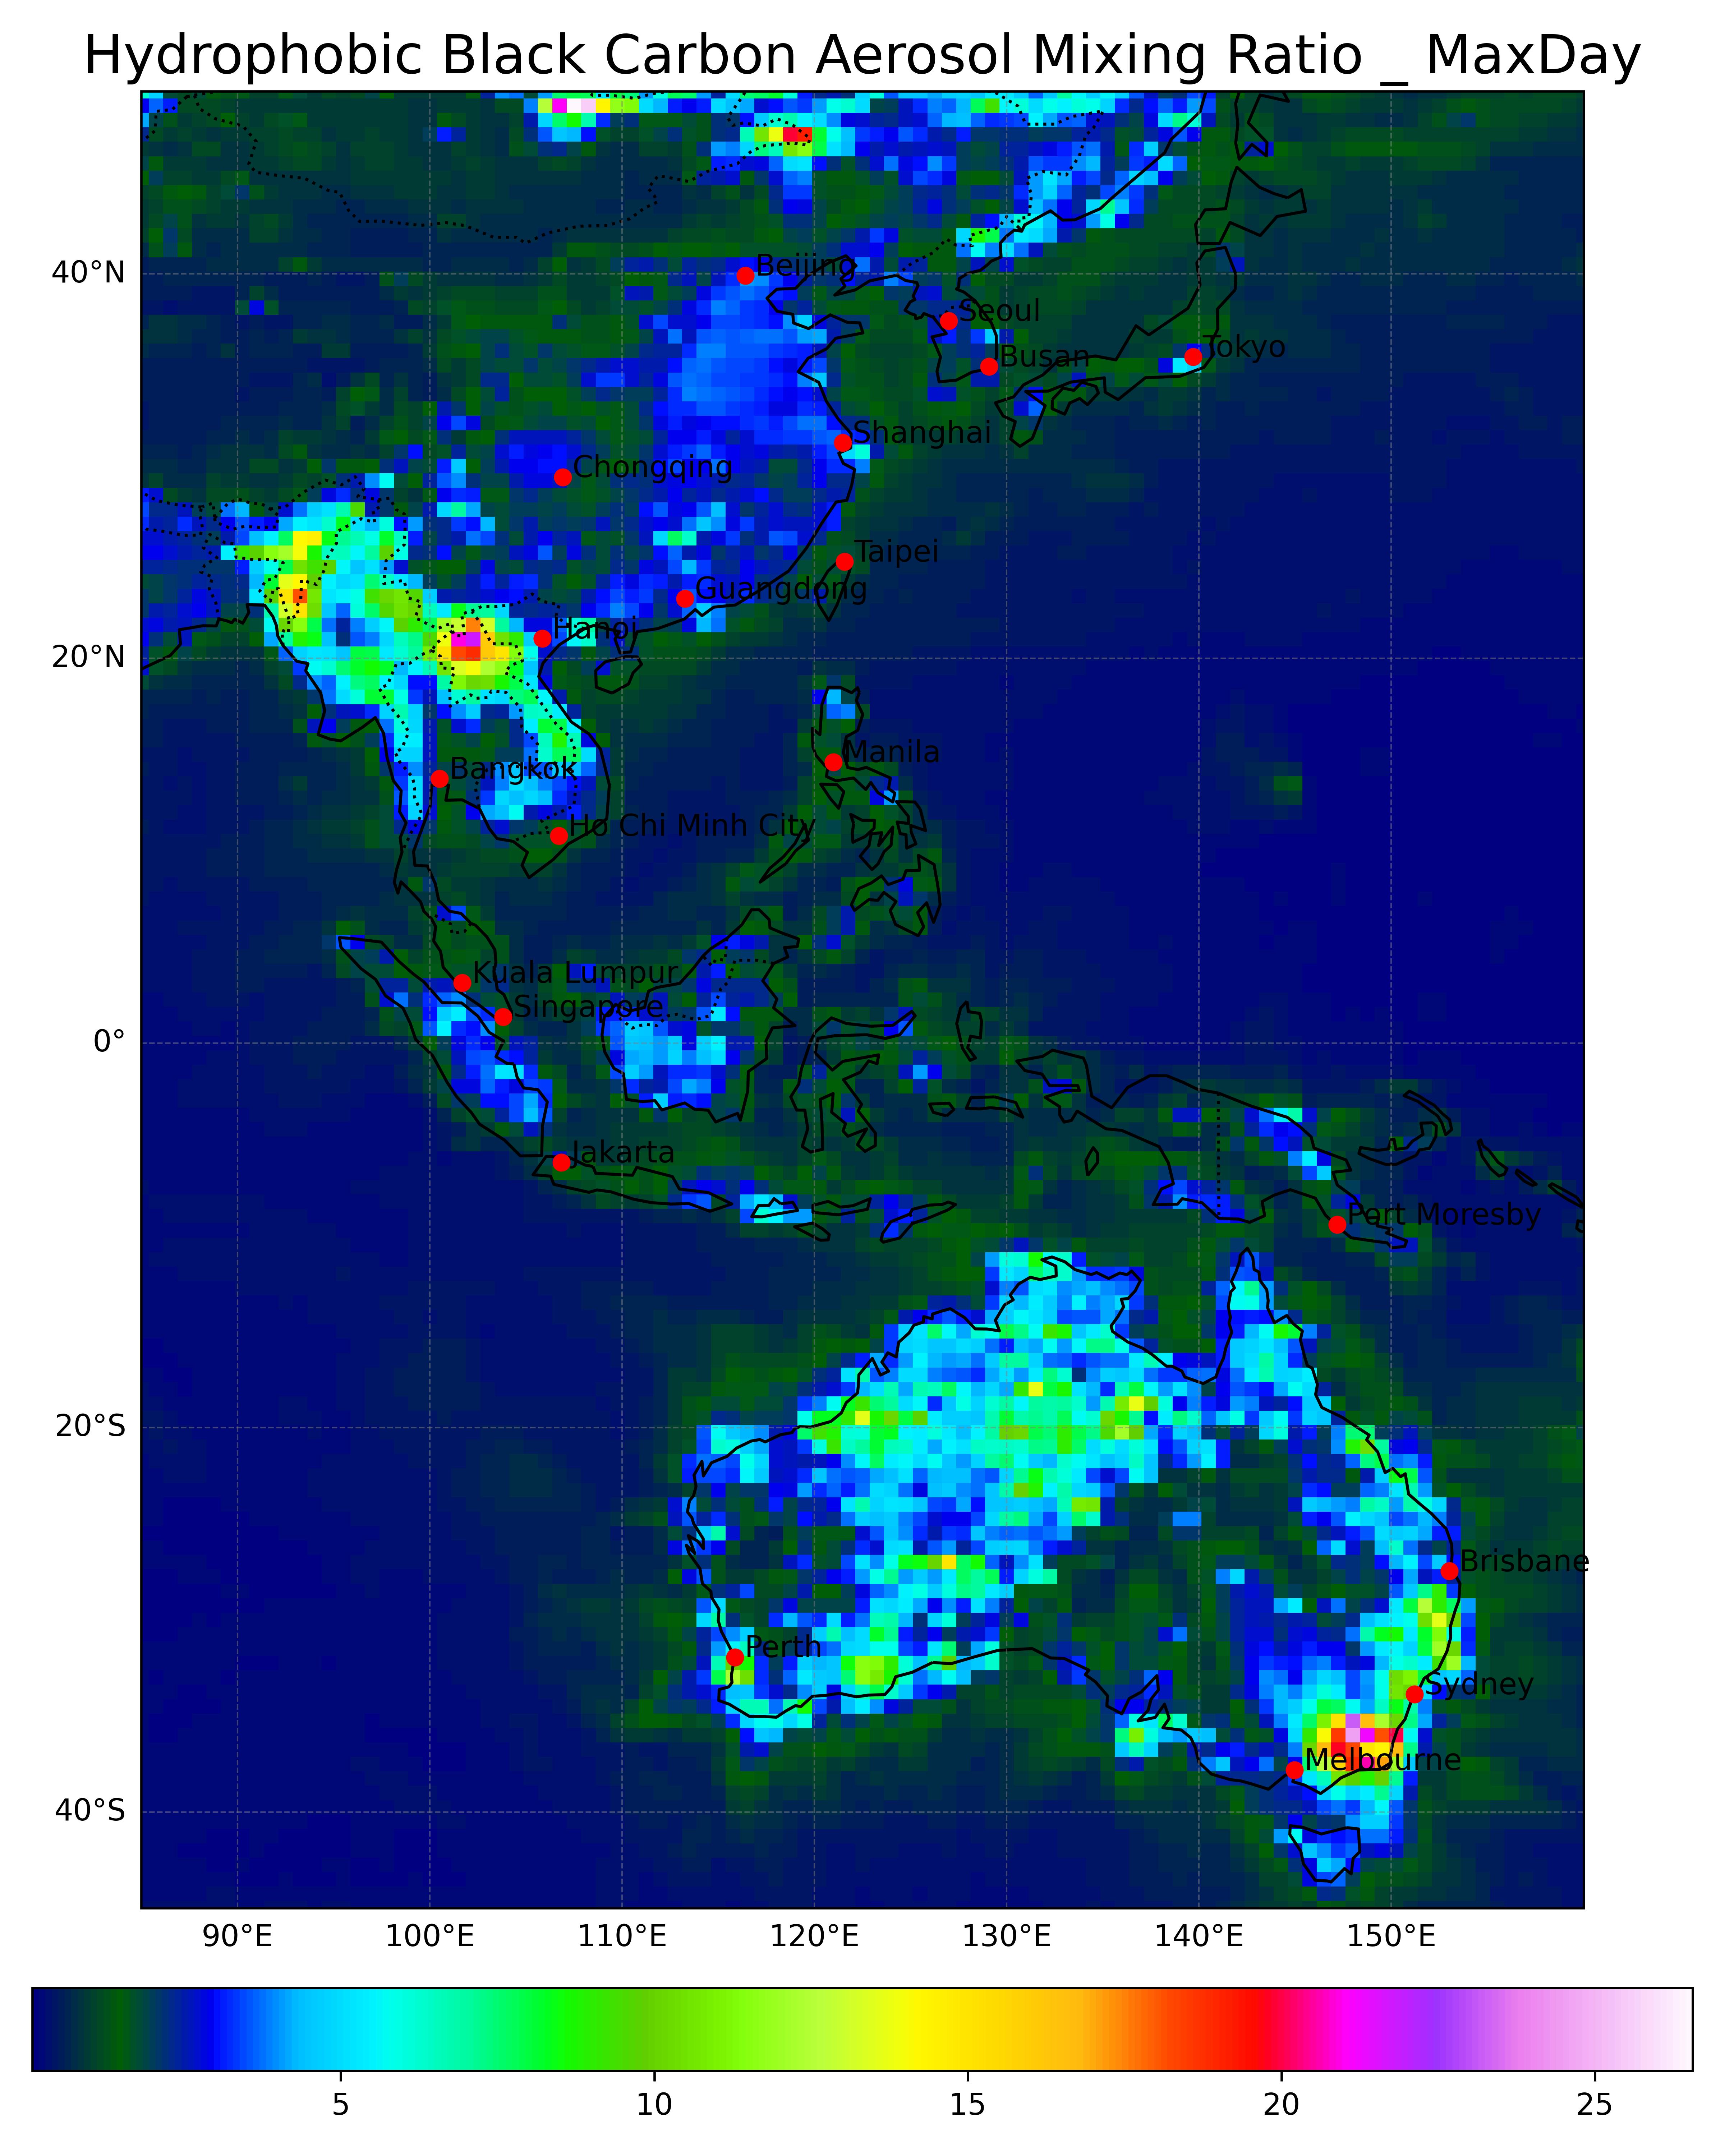 Hydrophobic Black Carbon Aerosol Mixing Ratio _ MaxDay
40°N
Beijing
Seoul
Busan
Tokyo
Shanghai
Chongqing
Taipei
Guangdong
Hanoi
20°N
Manila
Bangkok
Ho Chi Minh City
Kuala Lumpur
Singapore
0°
Jakarta
Port Moresby
20°S
Brisbane
Perth
Sydney
Melbourne
40°S
90°E 100°E 110°E 120°E 130°E 140°E 150°E
5 10 15 20 25